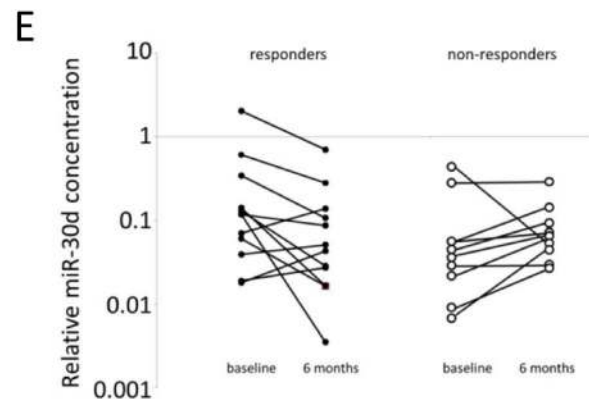 E
Relative miR-30d concentration
10
1
0.1
0.01
0.001
responders
non-responders
baseline
6 months
baseline
6 months